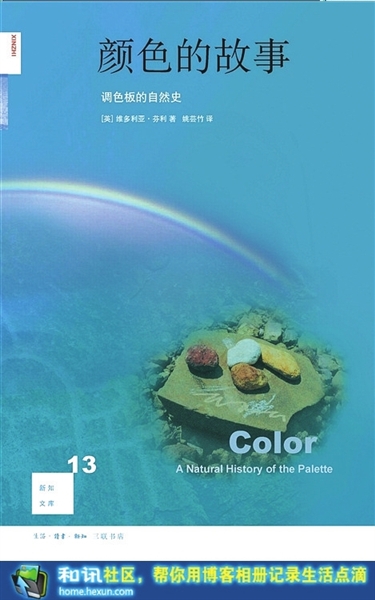 XINZHI
颜色的故事
调色板的自然史
[英] 维多利亚·芬利 著 姚芸竹 译
Color
A Natural History of the Palette
13
新知
文库
生活·读书·新知 三联书店
和讯社区，帮你用博客相册记录生活点滴
home.hexun.com